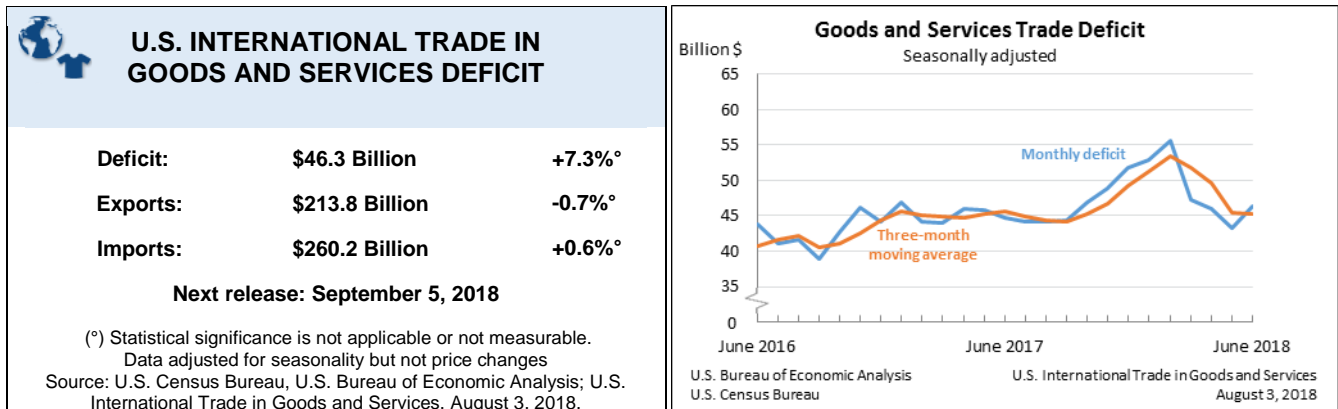 U.S. INTERNATIONAL TRADE IN
GOODS AND SERVICES DEFICIT
Deficit: $46.3 Billion +7.3%°
Exports: $213.8 Billion -0.7%°
Imports: $260.2 Billion +0.6%°
Next release: September 5, 2018
(°) Statistical significance is not applicable or not measurable.
Data adjusted for seasonality but not price changes
Source: U.S. Census Bureau, U.S. Bureau of Economic Analysis; U.S.
International Trade in Goods and Services, August 3, 2018.
Goods and Services Trade Deficit
Billion $
Seasonally adjusted
65
60
55
50
45
40
35
0
Monthly deficit
Three-month
moving average
June 2016 June 2017 June 2018
U.S. Bureau of Economic Analysis
U.S. Census Bureau
U.S. International Trade in Goods and Services
August 3, 2018